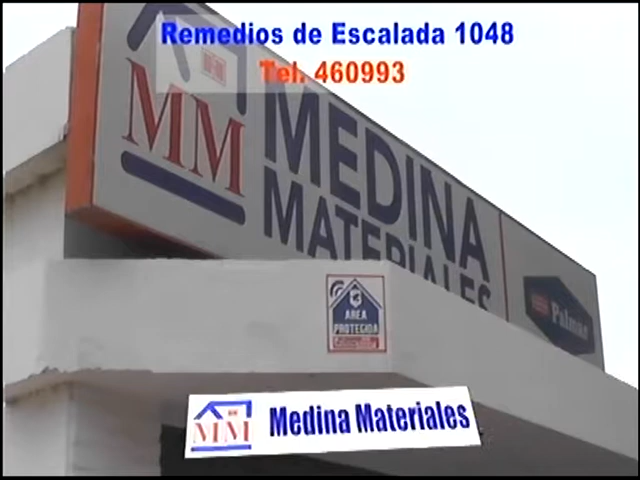 Remedios de Escalada 1048
Tel. 460993
MM
MEDINA
MATERIALES
Palmar
AREA
PROTEGIDA
MM Medina Materiales